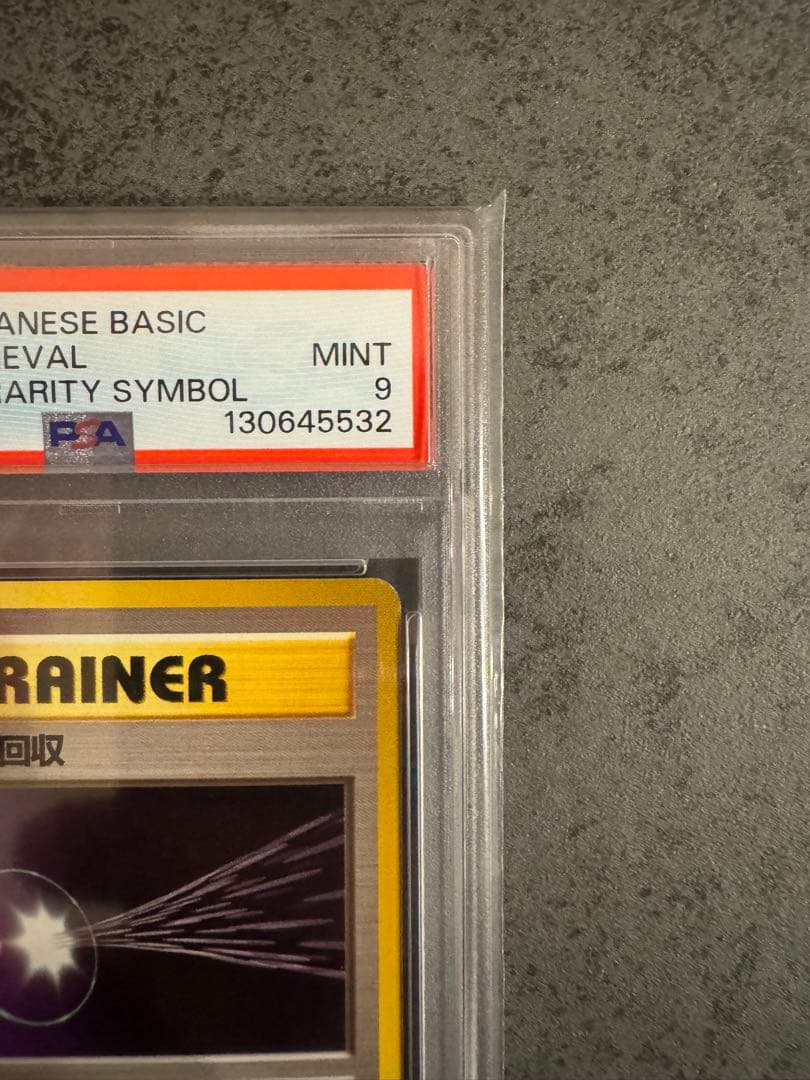 ANESE BASIC
EVAL MINT
ARITY SYMBOL 9
PSA 130645532
RAINER
回収